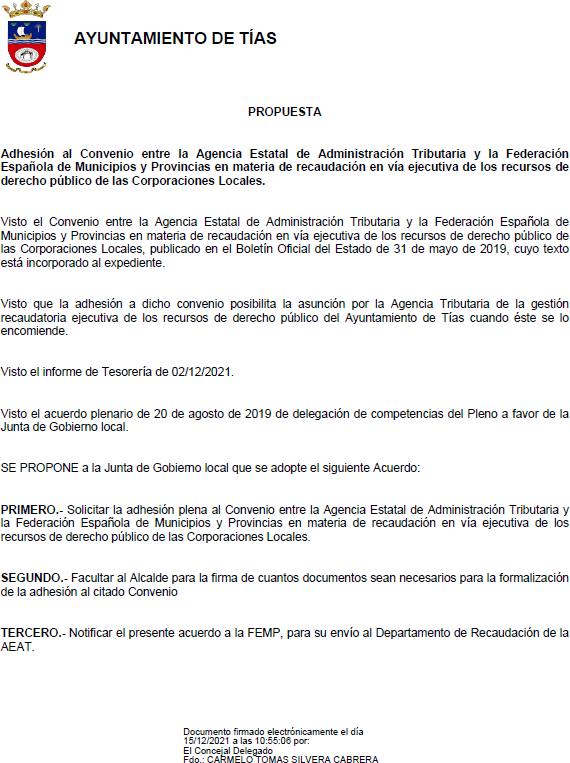 AYUNTAMIENTO DE TÍAS
PROPUESTA
Adhesión al Convenio entre la Agencia Estatal de Administración Tributaria y la Federación
Española de Municipios y Provincias en materia de recaudación en vía ejecutiva de los recursos de
derecho público de las Corporaciones Locales.
Visto el Convenio entre la Agencia Estatal de Administración Tributaria y la Federación Española de
Municipios y Provincias en materia de recaudación en vía ejecutiva de los recursos de derecho público de
las Corporaciones Locales, publicado en el Boletín Oficial del Estado de 31 de mayo de 2019, cuyo texto
está incorporado al expediente.
Visto que la adhesión a dicho convenio posibilita la asunción por la Agencia Tributaria de la gestión
recaudatoria ejecutiva de los recursos de derecho público del Ayuntamiento de Tías cuando éste se lo
encomiende.
Visto el informe de Tesorería de 02/12/2021.
Visto el acuerdo plenario de 20 de agosto de 2019 de delegación de competencias del Pleno a favor de la
Junta de Gobierno local.
SE PROPONE a la Junta de Gobierno local que se adopte el siguiente Acuerdo:
PRIMERO.- Solicitar la adhesión plena al Convenio entre la Agencia Estatal de Administración Tributaria y
la Federación Española de Municipios y Provincias en materia de recaudación en vía ejecutiva de los
recursos de derecho público de las Corporaciones Locales.
SEGUNDO.- Facultar al Alcalde para la firma de cuantos documentos sean necesarios para la formalización
de la adhesión al citado Convenio
TERCERO.- Notificar el presente acuerdo a la FEMP, para su envío al Departamento de Recaudación de la
AEAT.
Documento firmado electrónicamente el día
15/12/2021 a las 10:55:06 por:
El Concejal Delegado
Fdo.: CARMELO TOMAS SILVERA CABRERA